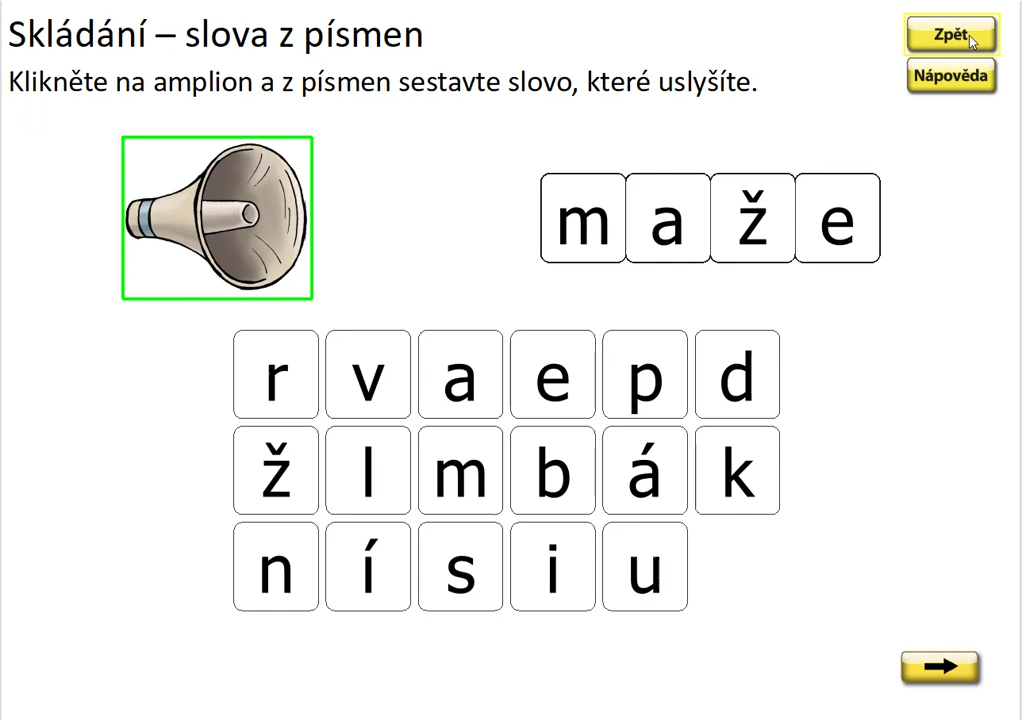 Skládání – slova z písmen
Zpět
Klikněte na amplion a z písmen sestavte slovo, které uslyšíte.
Nápověda
m a ž e
r v a e p d
ž l m b á k
n í s i u